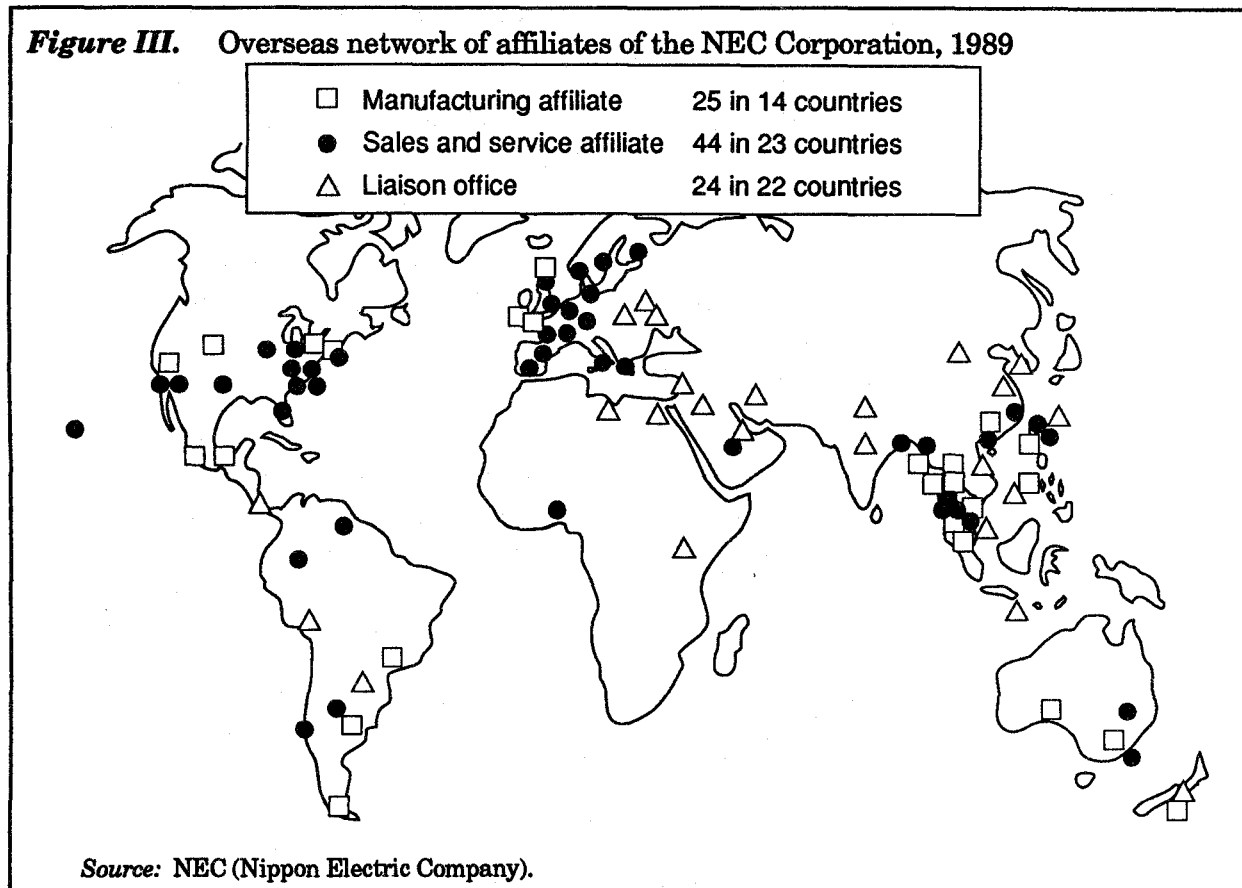 Figure III. Overseas network of affiliates of the NEC Corporation, 1989
Manufacturing affiliate 25 in 14 countries
Sales and service affiliate 44 in 23 countries
Liaison office 24 in 22 countries
Source: NEC (Nippon Electric Company).